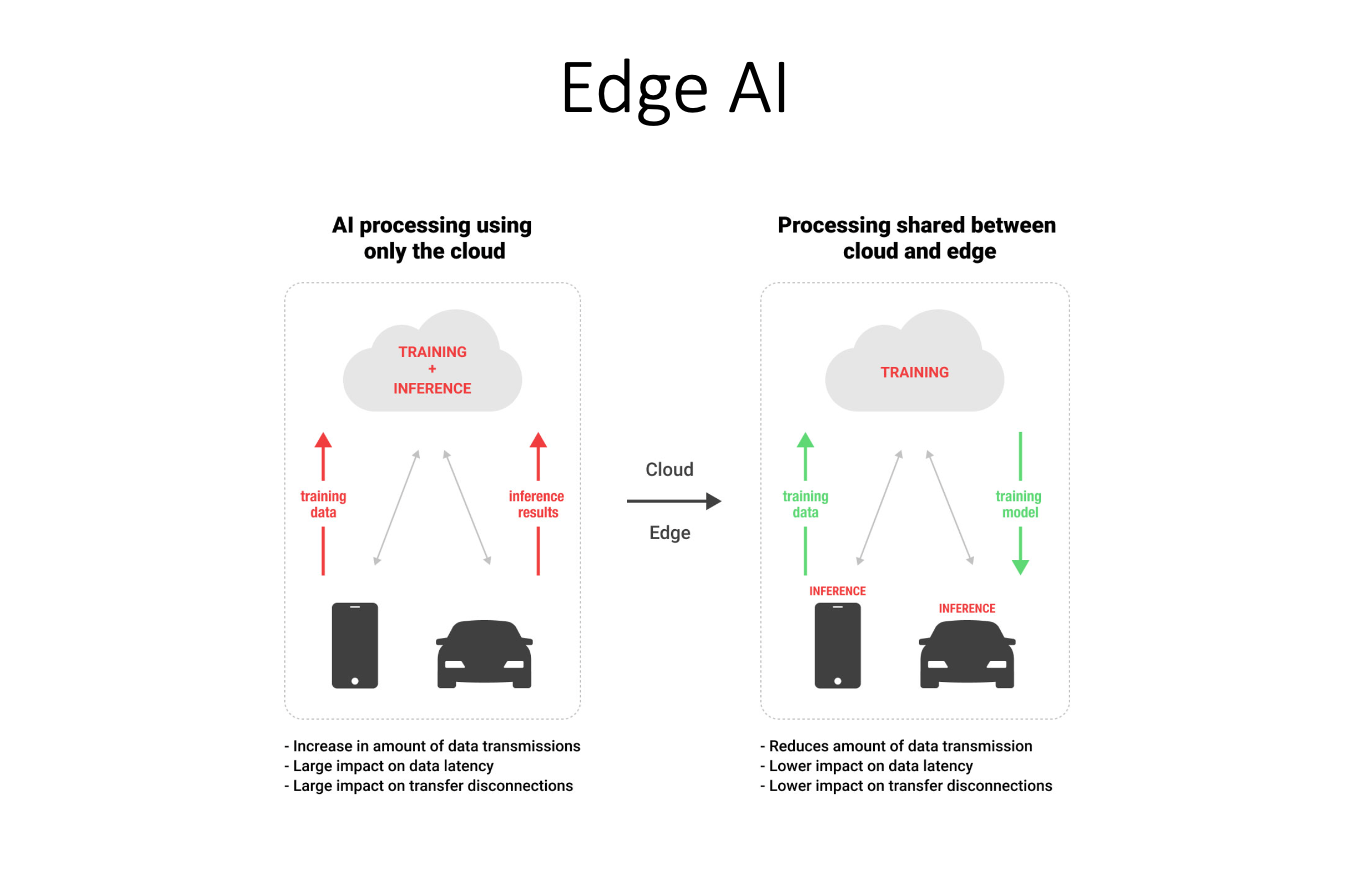 Edge AI
AI processing using
only the cloud
TRAINING
+
INFERENCE
training
data
inference
results
- Increase in amount of data transmissions
- Large impact on data latency
- Large impact on transfer disconnections
Cloud
Edge
Processing shared between
cloud and edge
TRAINING
training
data
training
model
INFERENCE
INFERENCE
- Reduces amount of data transmission
- Lower impact on data latency
- Lower impact on transfer disconnections